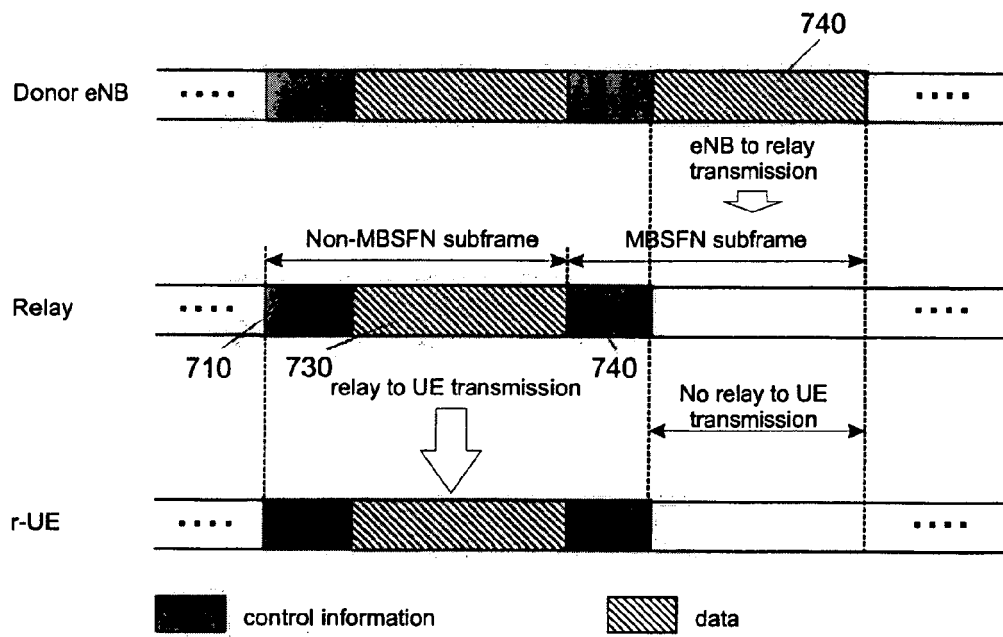 740
Donor eNB
....
....
eNB to relay
transmission
Non-MBSFN subframe
MBSFN subframe
Relay
....
....
710
730
740
relay to UE transmission
No relay to UE
transmission
r-UE
....
....
control information
data